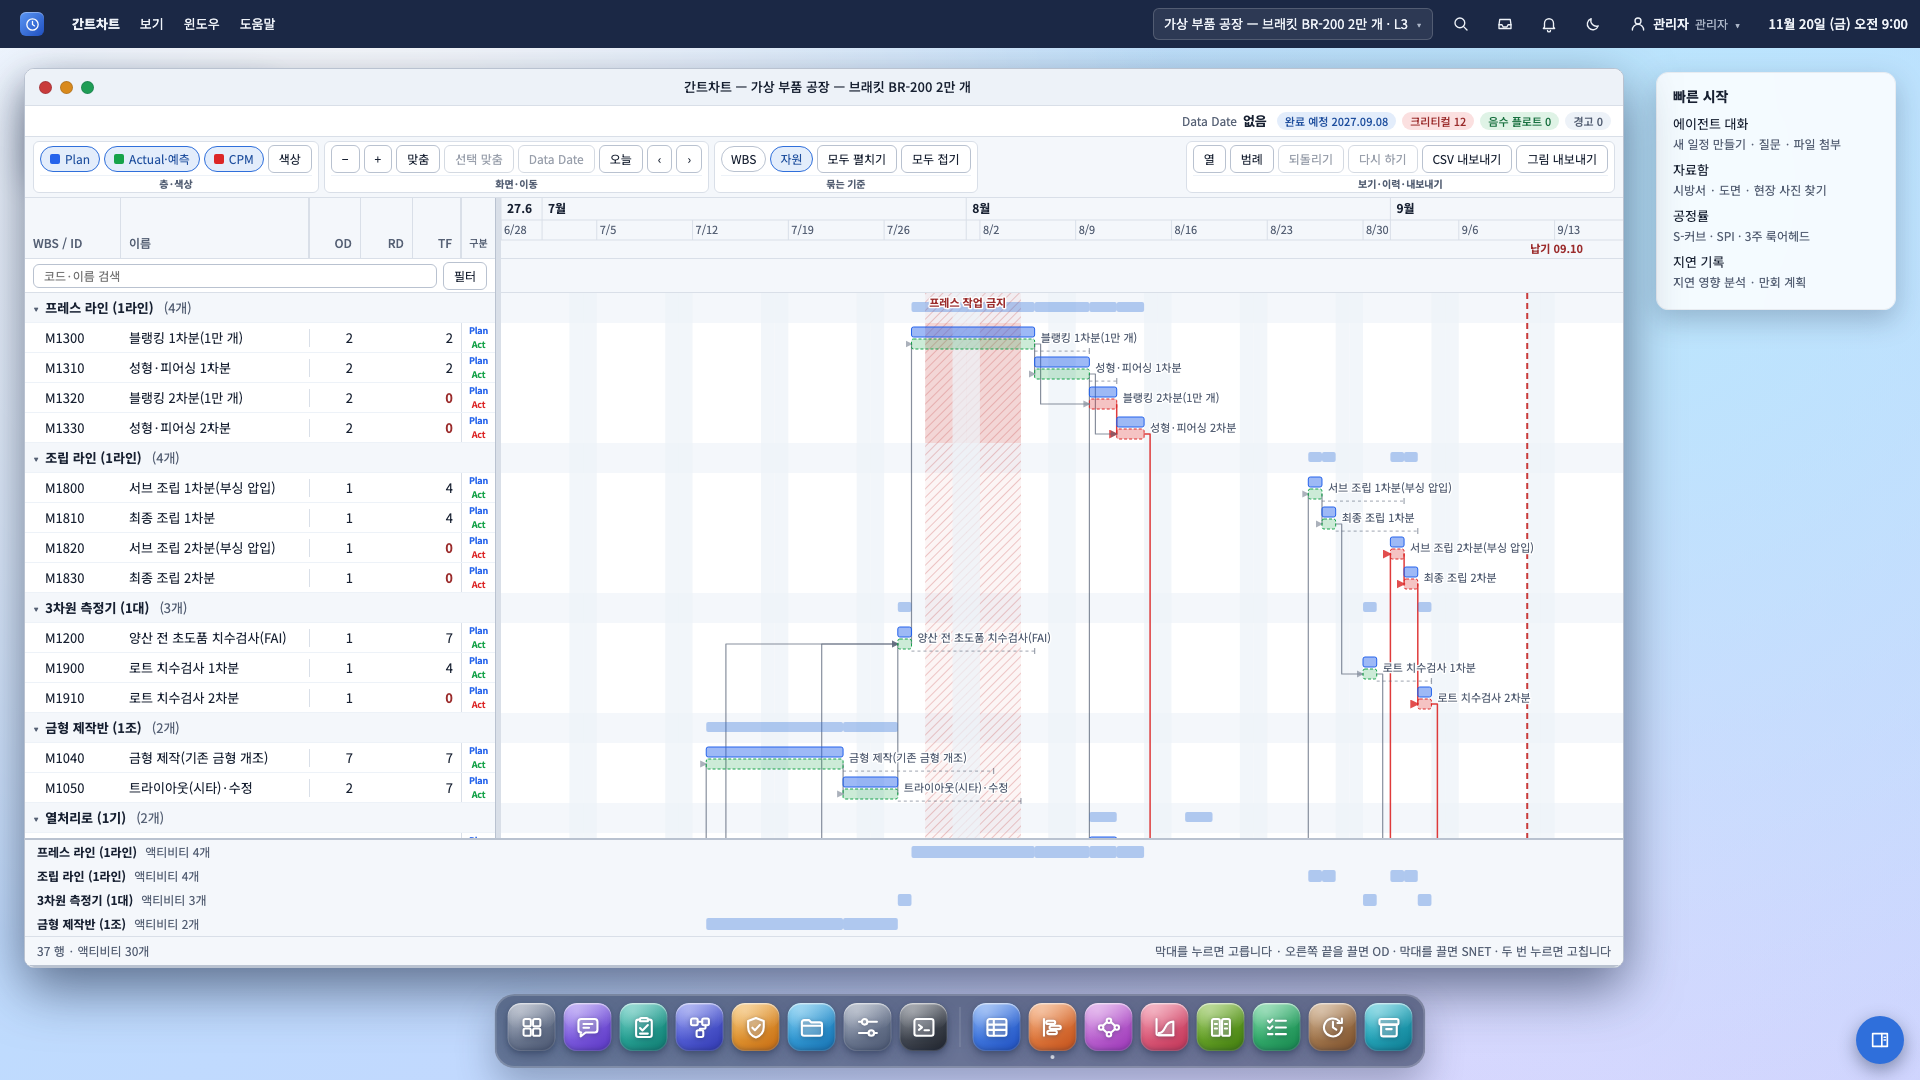 간트차트 보기 윈도우 도움말
가상 부품 공장 — 브래킷 BR-200 2만 개 · L3
관리자 관리자
11월 20일 (금) 오전 9:00
간트차트 — 가상 부품 공장 — 브래킷 BR-200 2만 개
Data Date 없음 완료 예정 2027.09.08 크리티컬 12 음수 플로트 0 경고 0
Plan Actual·예측 CPM 색상
층·색상
− + 맞춤 선택 맞춤 Data Date 오늘 ‹ ›
화면·이동
WBS 자원 모두 펼치기 모두 접기
묶는 기준
열 범례 되돌리기 다시 하기 CSV 내보내기 그림 내보내기
보기·이력·내보내기
WBS / ID 이름 OD RD TF 구분
27.6 7월 8월 9월
6/28 7/5 7/12 7/19 7/26 8/2 8/9 8/16 8/23 8/30 9/6 9/13
납기 09.10
코드·이름 검색 필터
프레스 라인 (1라인) (4개)
프레스 작업 금지
M1300 블랭킹 1차분(1만 개) 2 2 Plan Act
블랭킹 1차분(1만 개)
M1310 성형·피어싱 1차분 2 2 Plan Act
성형·피어싱 1차분
M1320 블랭킹 2차분(1만 개) 2 0 Plan Act
블랭킹 2차분(1만 개)
M1330 성형·피어싱 2차분 2 0 Plan Act
성형·피어싱 2차분
조립 라인 (1라인) (4개)
M1800 서브 조립 1차분(부싱 압입) 1 4 Plan Act
서브 조립 1차분(부싱 압입)
M1810 최종 조립 1차분 1 4 Plan Act
최종 조립 1차분
M1820 서브 조립 2차분(부싱 압입) 1 0 Plan Act
서브 조립 2차분(부싱 압입)
M1830 최종 조립 2차분 1 0 Plan Act
최종 조립 2차분
3차원 측정기 (1대) (3개)
M1200 양산 전 초도품 치수검사(FAI) 1 7 Plan Act
양산 전 초도품 치수검사(FAI)
M1900 로트 치수검사 1차분 1 4 Plan Act
로트 치수검사 1차분
M1910 로트 치수검사 2차분 1 0 Plan Act
로트 치수검사 2차분
금형 제작반 (1조) (2개)
M1040 금형 제작(기존 금형 개조) 7 7 Plan Act
금형 제작(기존 금형 개조)
M1050 트라이아웃(시타)·수정 2 7 Plan Act
트라이아웃(시타)·수정
열처리로 (1기) (2개)
프레스 라인 (1라인) 액티비티 4개
조립 라인 (1라인) 액티비티 4개
3차원 측정기 (1대) 액티비티 3개
금형 제작반 (1조) 액티비티 2개
37 행 · 액티비티 30개
막대를 누르면 고릅니다 · 오른쪽 끝을 끌면 OD · 막대를 끌면 SNET · 두 번 누르면 고칩니다
빠른 시작
에이전트 대화
새 일정 만들기 · 질문 · 파일 첨부
자료함
시방서 · 도면 · 현장 사진 찾기
공정률
S-커브 · SPI · 3주 룩어헤드
지연 기록
지연 영향 분석 · 만회 계획